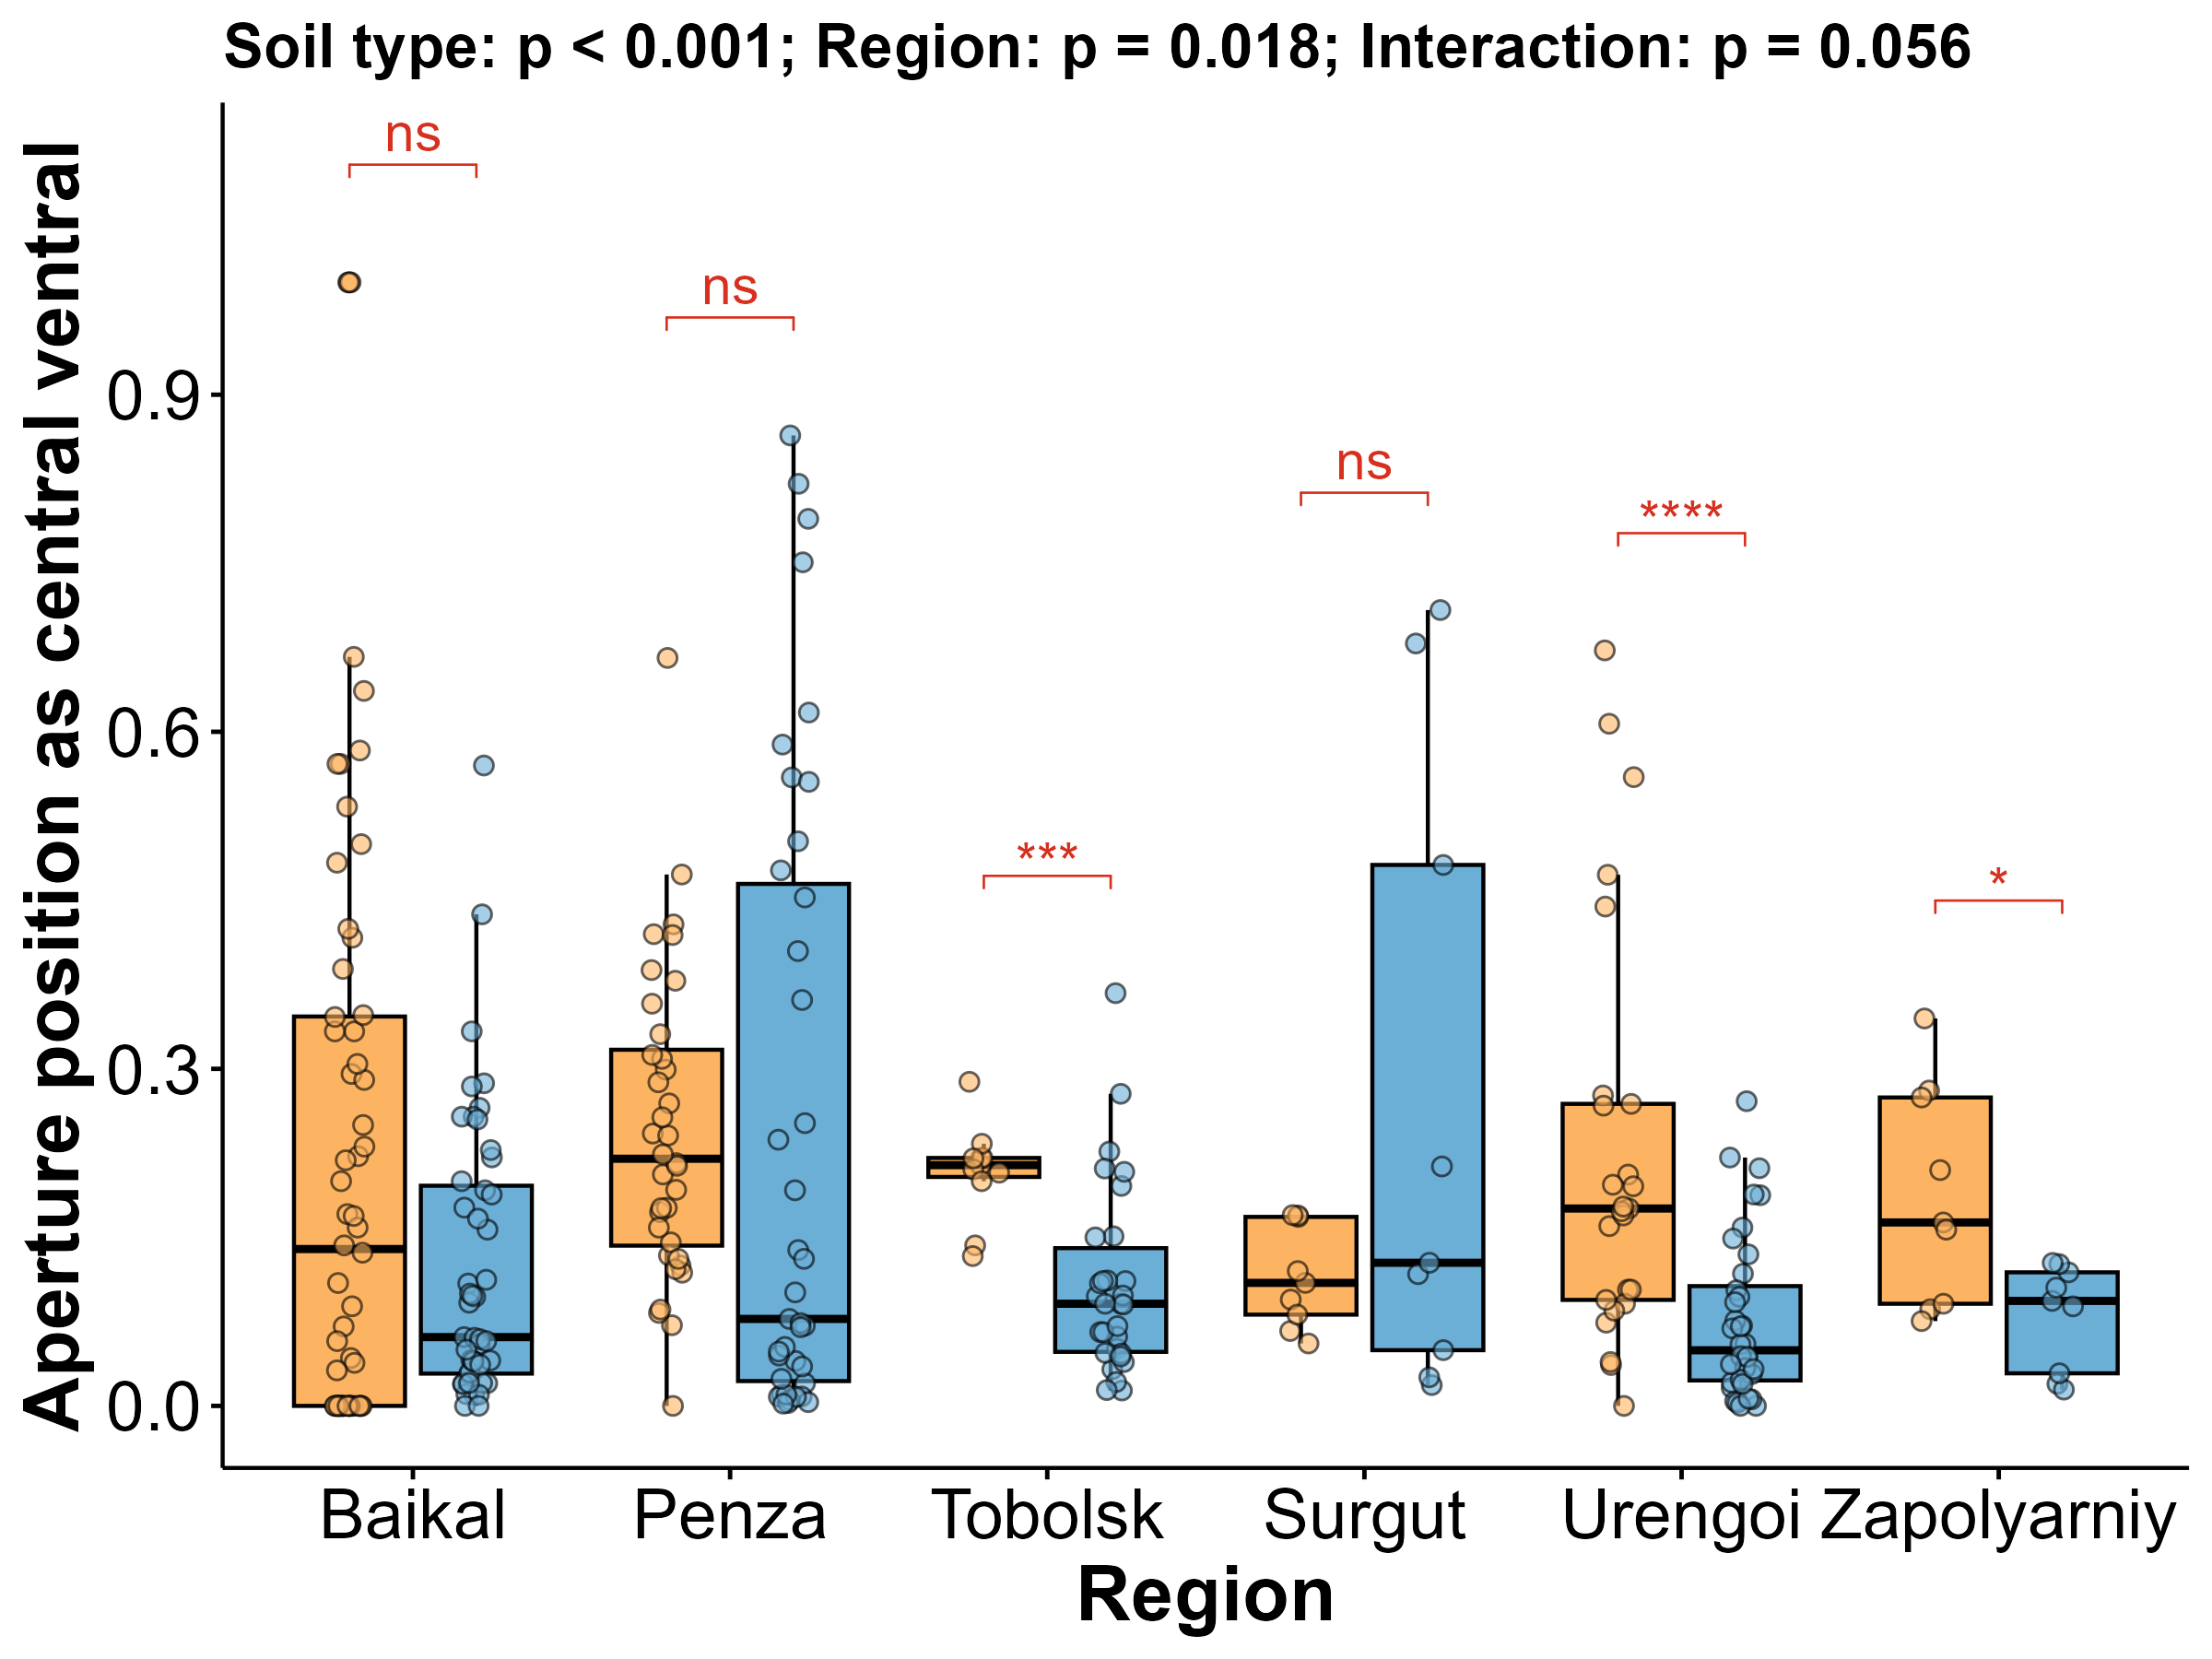 Soil type: p < 0.001; Region: p = 0.018; Interaction: p = 0.056
Aperture position as central ventral
0.9
0.6
0.3
0.0
ns
ns
***
ns
****
*
Baikal
Penza
Tobolsk
Surgut
Urengoi
Zapolyarniy
Region